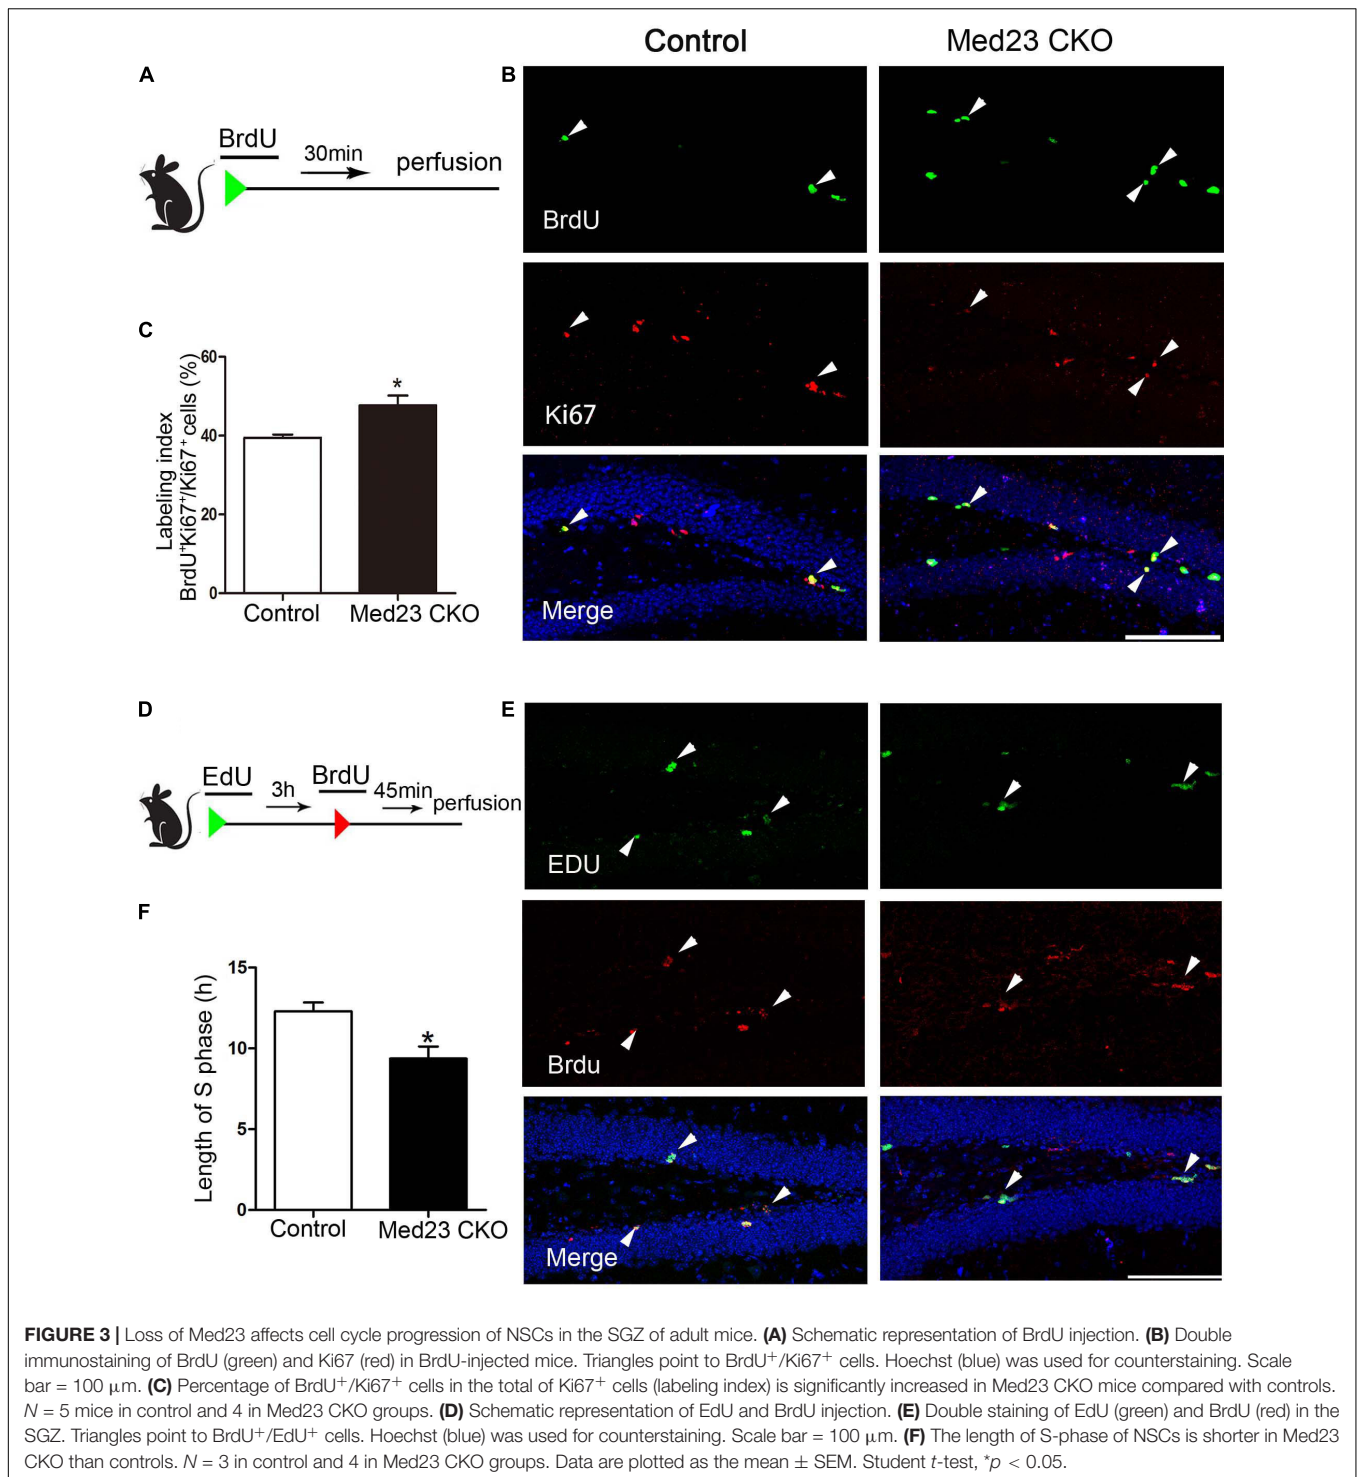 Control
Med23 CKO
A
BrdU
30min
perfusion
B
BrdU
Ki67
Merge
C
Labeling index
BrdU⁺Ki67⁺/Ki67⁺ cells (%)
60
40
20
0
*
Control
Med23 CKO
D
EdU
3h
BrdU
45min
perfusion
E
EDU
Brdu
Merge
F
Length of S phase (h)
15
10
5
0
*
Control
Med23 CKO
FIGURE 3 | Loss of Med23 affects cell cycle progression of NSCs in the SGZ of adult mice. (A) Schematic representation of BrdU injection. (B) Double
immunostaining of BrdU (green) and Ki67 (red) in BrdU-injected mice. Triangles point to BrdU⁺/Ki67⁺ cells. Hoechst (blue) was used for counterstaining. Scale
bar = 100 μm. (C) Percentage of BrdU⁺/Ki67⁺ cells in the total of Ki67⁺ cells (labeling index) is significantly increased in Med23 CKO mice compared with controls.
N = 5 mice in control and 4 in Med23 CKO groups. (D) Schematic representation of EdU and BrdU injection. (E) Double staining of EdU (green) and BrdU (red) in the
SGZ. Triangles point to BrdU⁺/EdU⁺ cells. Hoechst (blue) was used for counterstaining. Scale bar = 100 μm. (F) The length of S-phase of NSCs is shorter in Med23
CKO than controls. N = 3 in control and 4 in Med23 CKO groups. Data are plotted as the mean ± SEM. Student t-test, *p < 0.05.